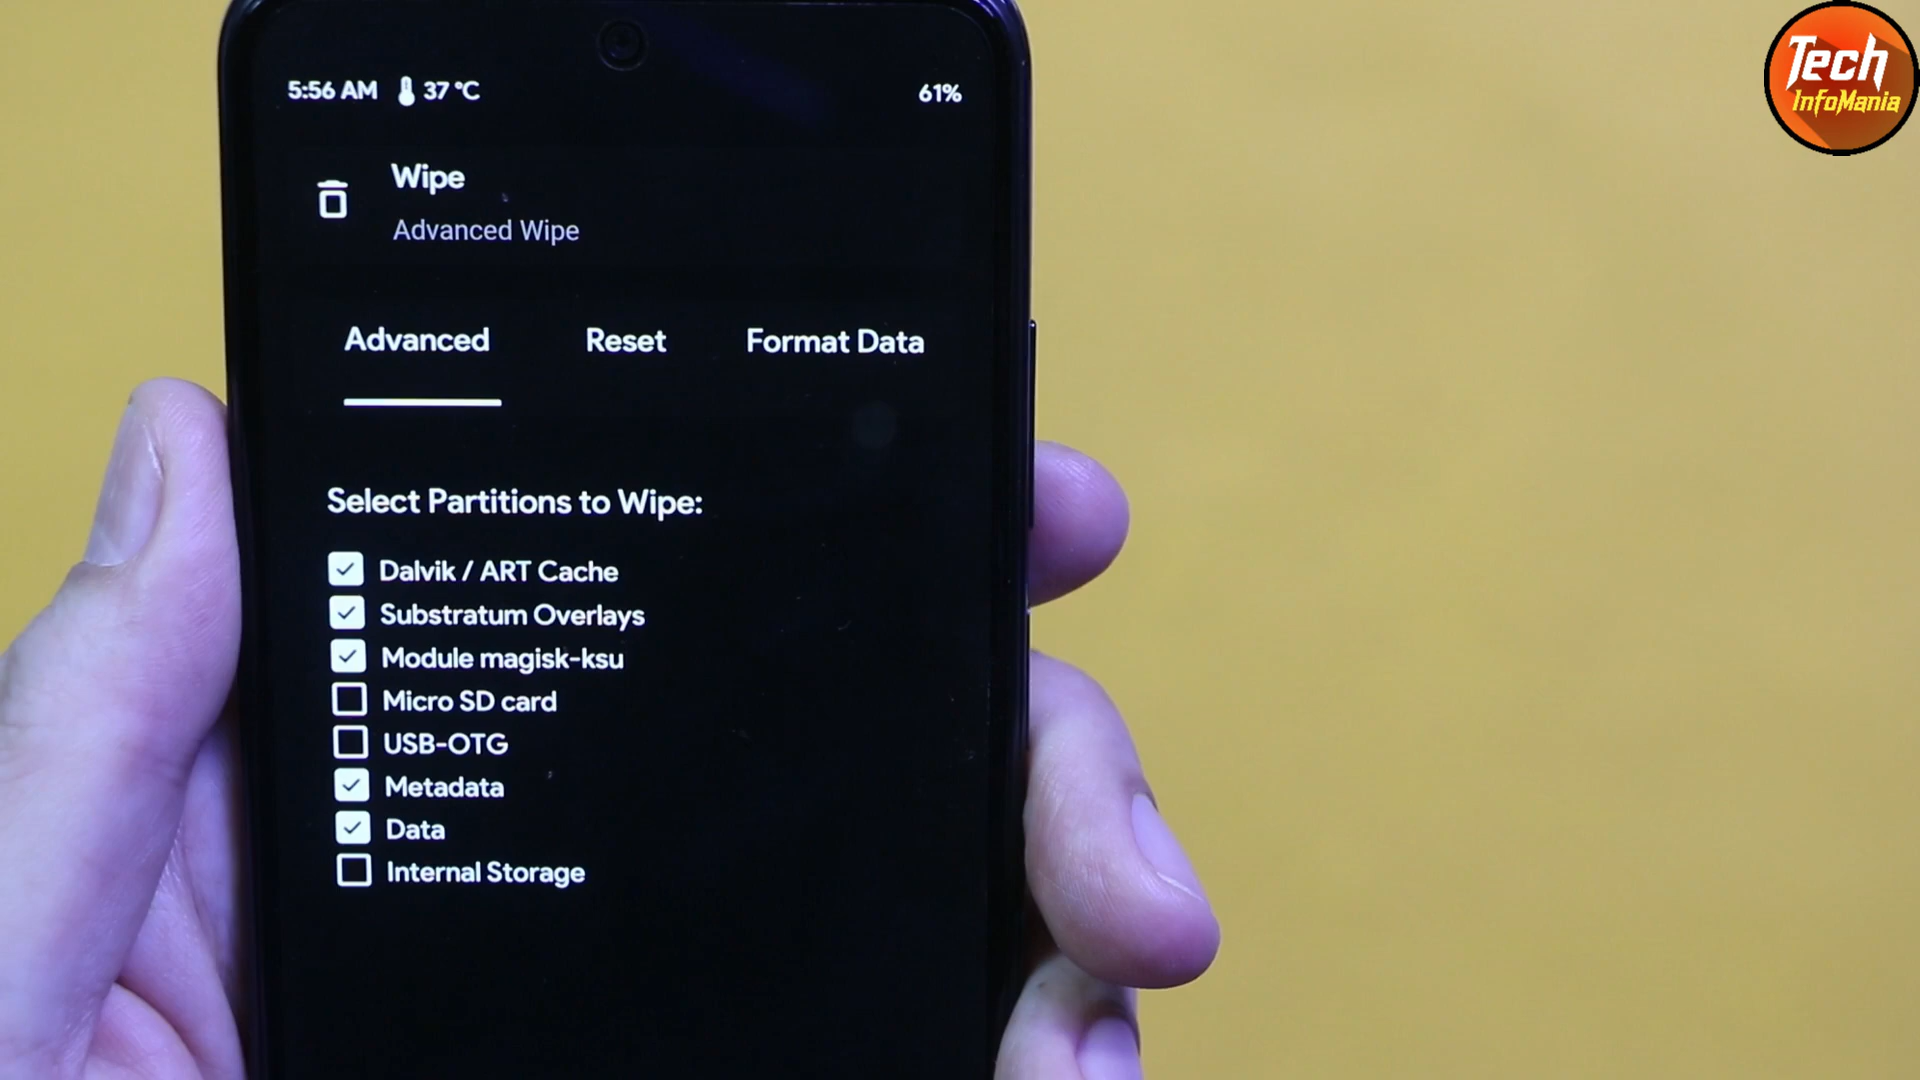 5:56 AM 37 °C 61%
Wipe
Advanced Wipe
Advanced Reset Format Data
Select Partitions to Wipe:
Dalvik / ART Cache
Substratum Overlays
Module magisk-ksu
Micro SD card
USB-OTG
Metadata
Data
Internal Storage
Tech
InfoMania